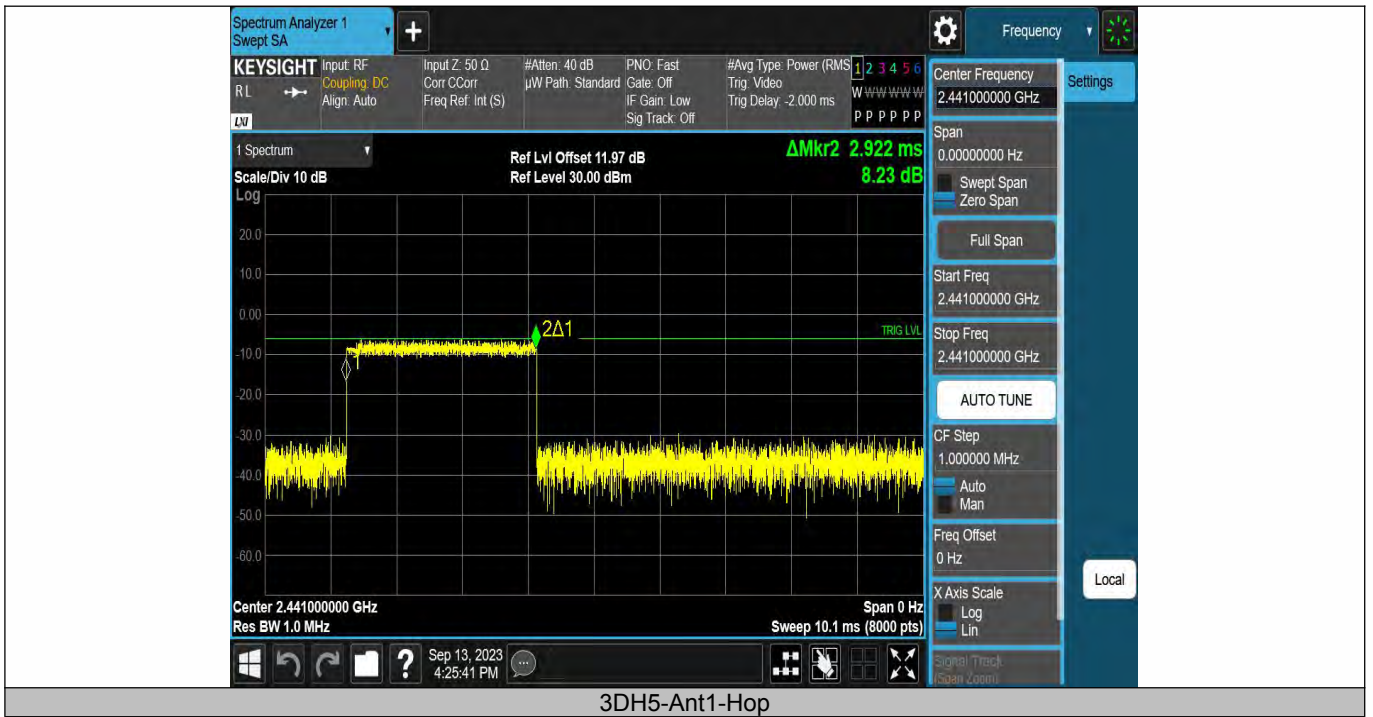 Spectrum Analyzer 1
Swept SA
+
Frequency
KEYSIGHT
RL
LXI
Input: RF
Coupling: DC
Align: Auto
Input Z: 50 Ω
Corr CCorr
Freq Ref: Int (S)
#Atten: 40 dB
µW Path: Standard
PNO: Fast
Gate: Off
IF Gain: Low
Sig Track: Off
#Avg Type: Power (RMS
Trig: Video
Trig Delay: -2.000 ms
1 2 3 4 5 6
W W W W W W
P P P P P P
Center Frequency
2.441000000 GHz
Settings
1 Spectrum
Scale/Div 10 dB
Ref Lvl Offset 11.97 dB
Ref Level 30.00 dBm
ΔMkr2 2.922 ms
8.23 dB
Span
0.00000000 Hz
Swept Span
Zero Span
Full Span
Start Freq
2.441000000 GHz
Stop Freq
2.441000000 GHz
AUTO TUNE
CF Step
1.000000 MHz
Auto
Man
Freq Offset
0 Hz
X Axis Scale
Log
Lin
Signal Track
(Span Zoom)
Local
Log
20.0
10.0
0.00
-10.0
-20.0
-30.0
-40.0
-50.0
-60.0
2Δ1
TRIG LVL
Center 2.441000000 GHz
Res BW 1.0 MHz
Span 0 Hz
Sweep 10.1 ms (8000 pts)
?
Sep 13, 2023
4:25:41 PM
3DH5-Ant1-Hop